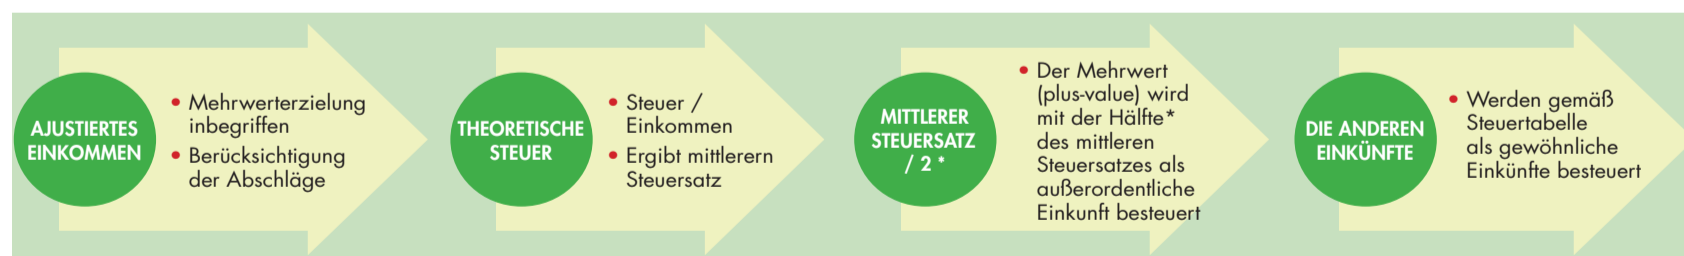 AJUSTIERTES
EINKOMMEN
• Mehrwerterzielung
inbegriffen
• Berücksichtigung
der Abschläge
THEORETISCHE
STEUER
• Steuer /
Einkommen
• Ergibt mittlerern
Steuersatz
MITTLERER
STEUERSATZ
/ 2 *
• Der Mehrwert
(plus-value) wird
mit der Hälfte*
des mittleren
Steuersatzes als
außerordentliche
Einkunft besteuert
DIE ANDEREN
EINKÜNFTE
• Werden gemäß
Steuertabelle
als gewöhnliche
Einkünfte besteuert